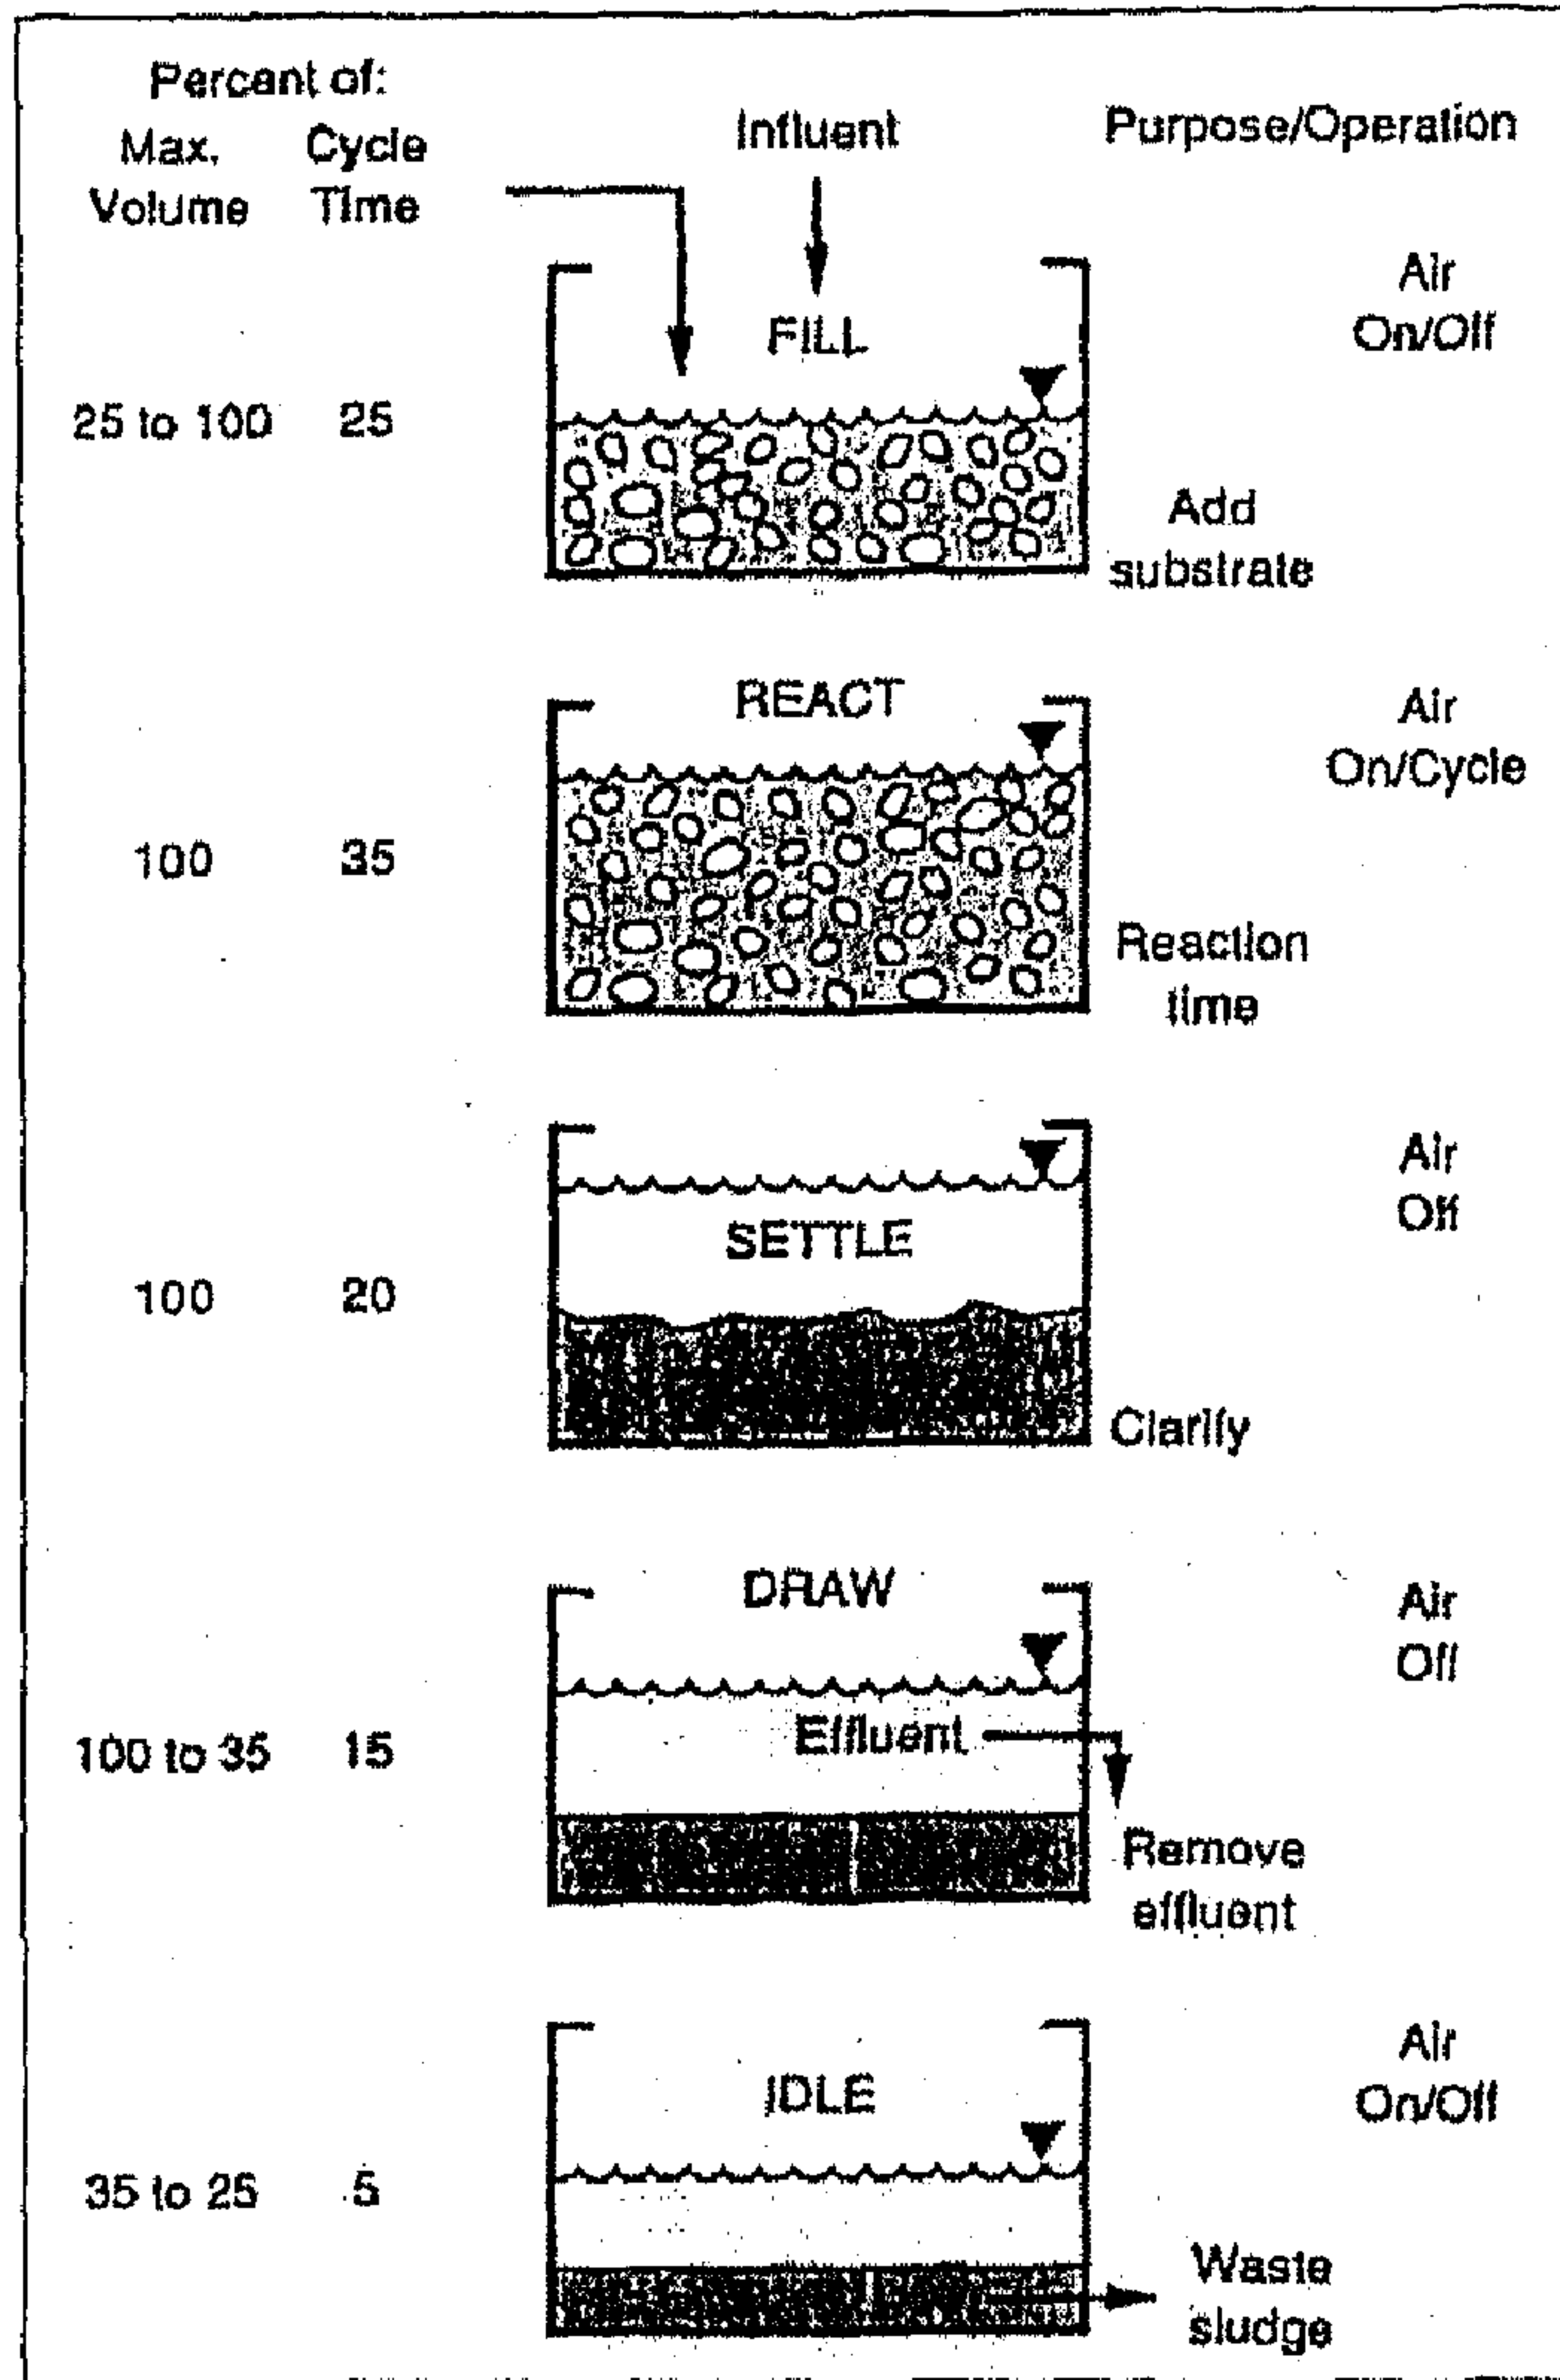 Percent of:
Max. Volume
Cycle Time
Influent
Purpose/Operation
FILL
Air
On/Off
25 to 100 25
Add
substrate
REACT
Air
On/Cycle
100 35
Reaction
time
Air
Off
SETTLE
100 20
Clarify
DRAW
Air
Off
Effluent
100 to 35 15
Remove
effluent
Air
On/Off
IDLE
35 to 25 5
Waste
sludge